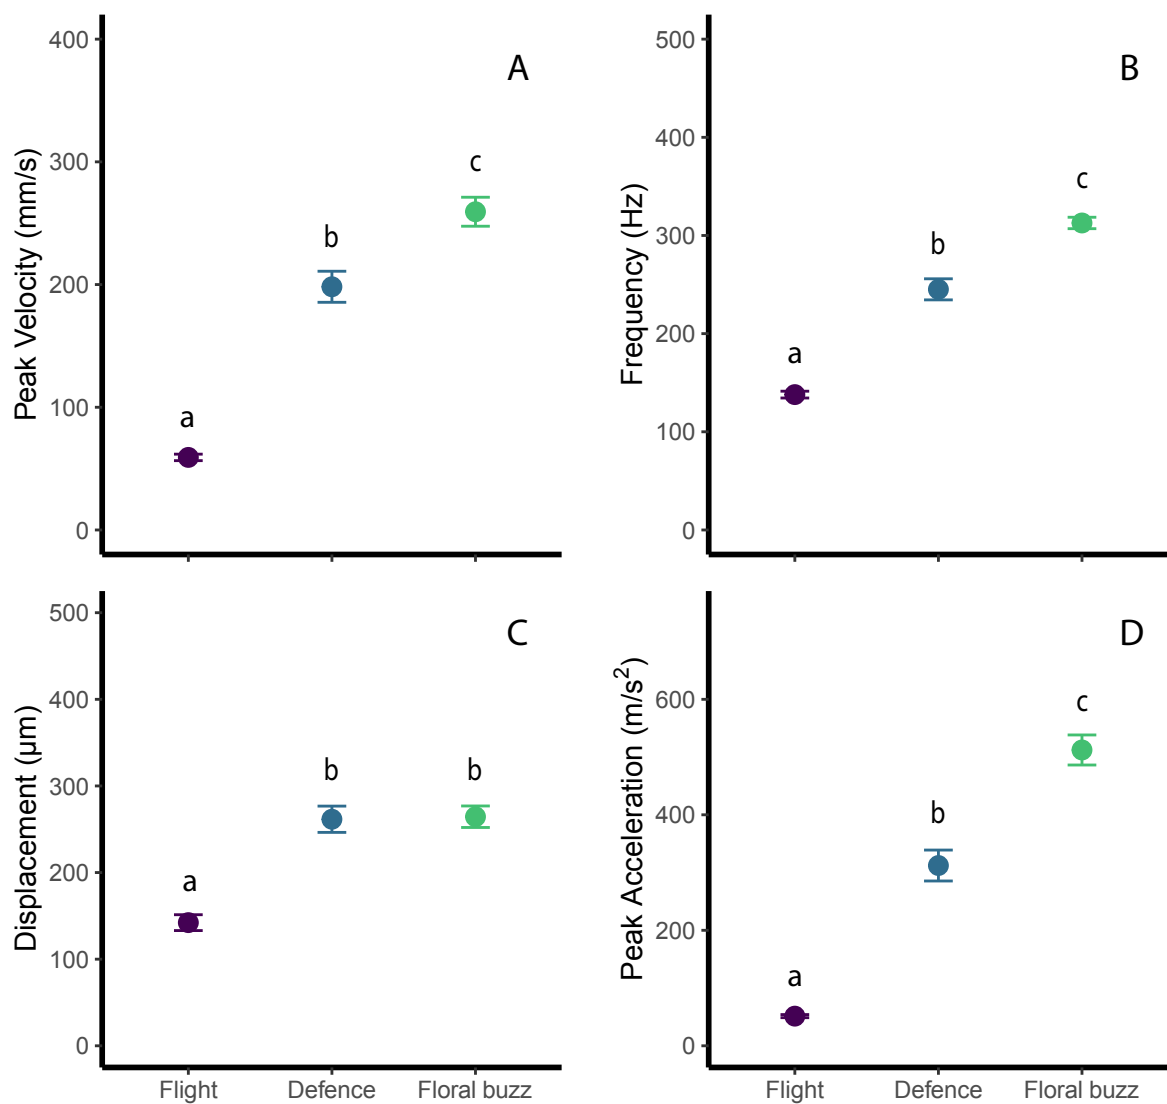 A
Peak Velocity (mm/s)
400
300
200
100
0
a
b
c
B
Frequency (Hz)
500
400
300
200
100
0
a
b
c
C
Displacement (µm)
500
400
300
200
100
0
a
b
b
Flight Defence Floral buzz
D
Peak Acceleration (m/s²)
600
400
200
0
a
b
c
Flight Defence Floral buzz